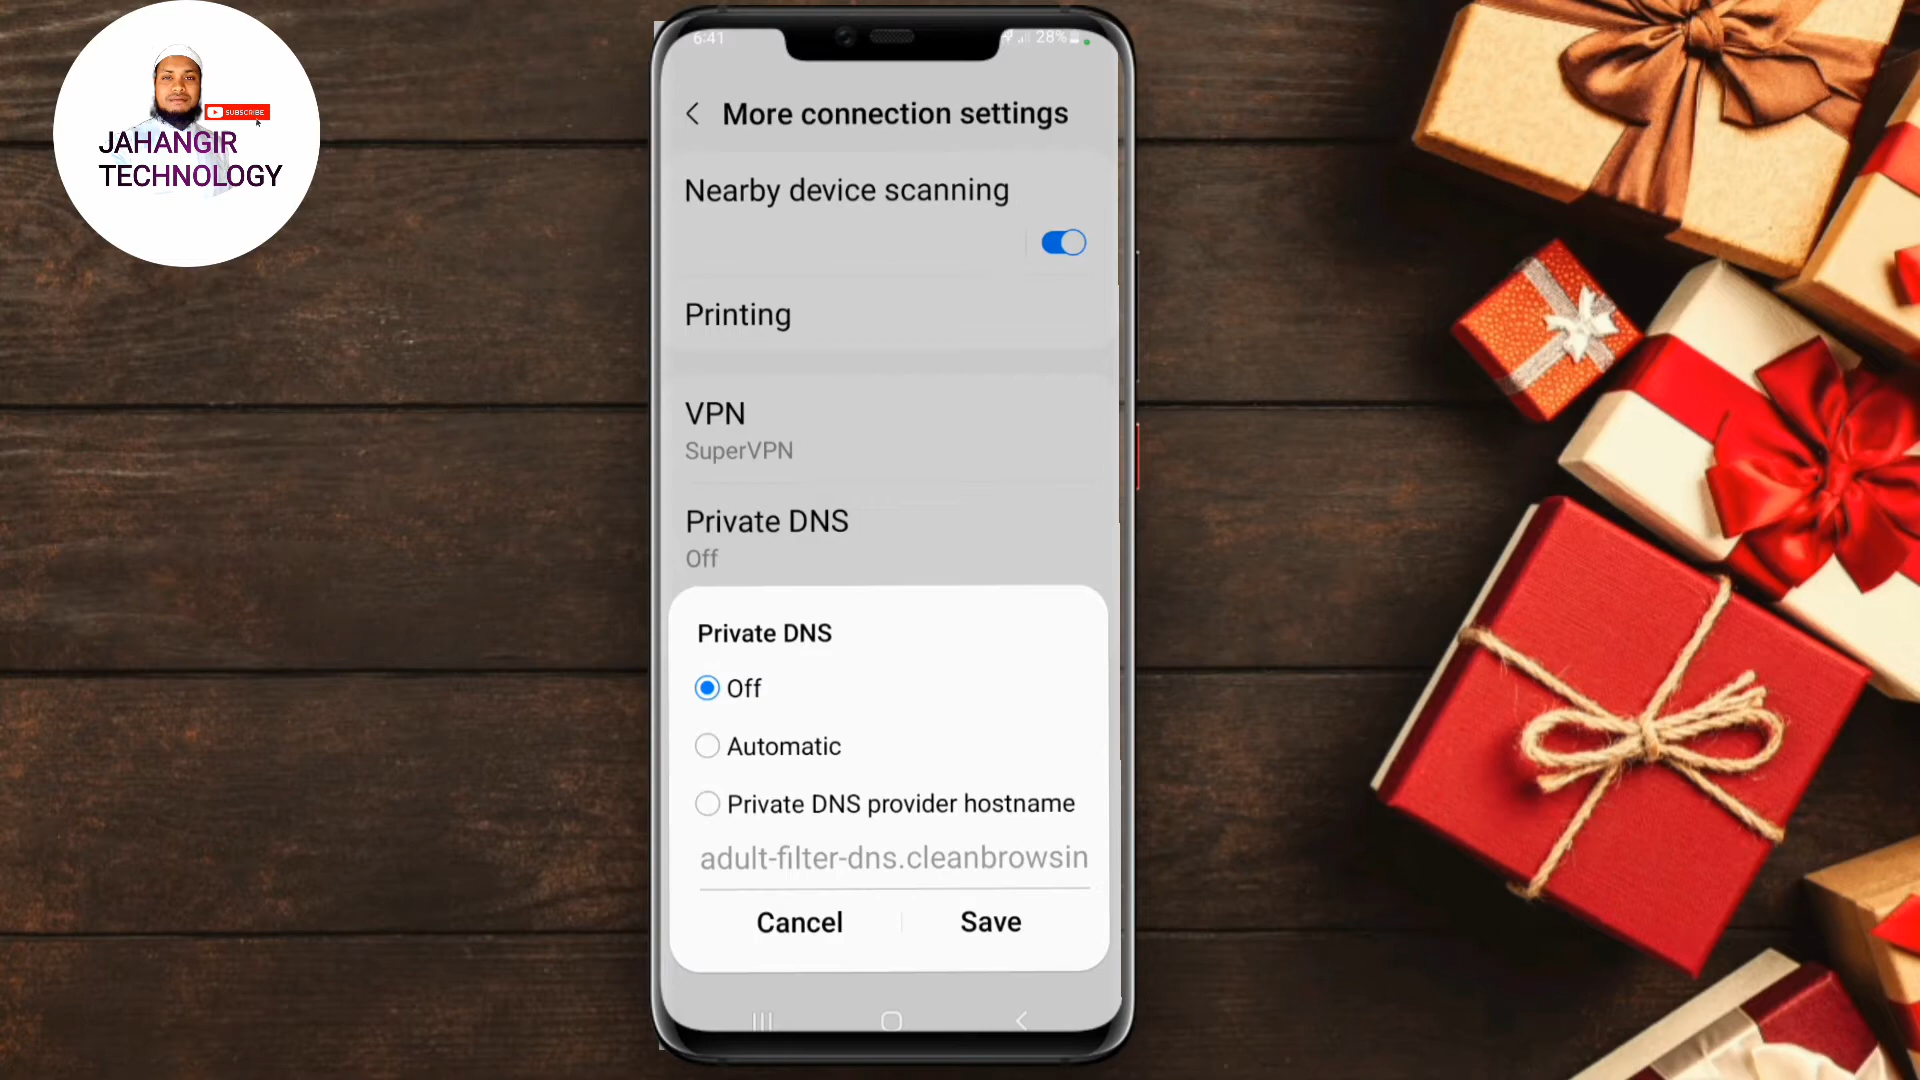 SUBSCRIBE
JAHANGIR
TECHNOLOGY
6:41
28%
More connection settings
Nearby device scanning
Printing
VPN
SuperVPN
Private DNS
Off
Private DNS
Off
Automatic
Private DNS provider hostname
adult-filter-dns.cleanbrowsin
Cancel
Save